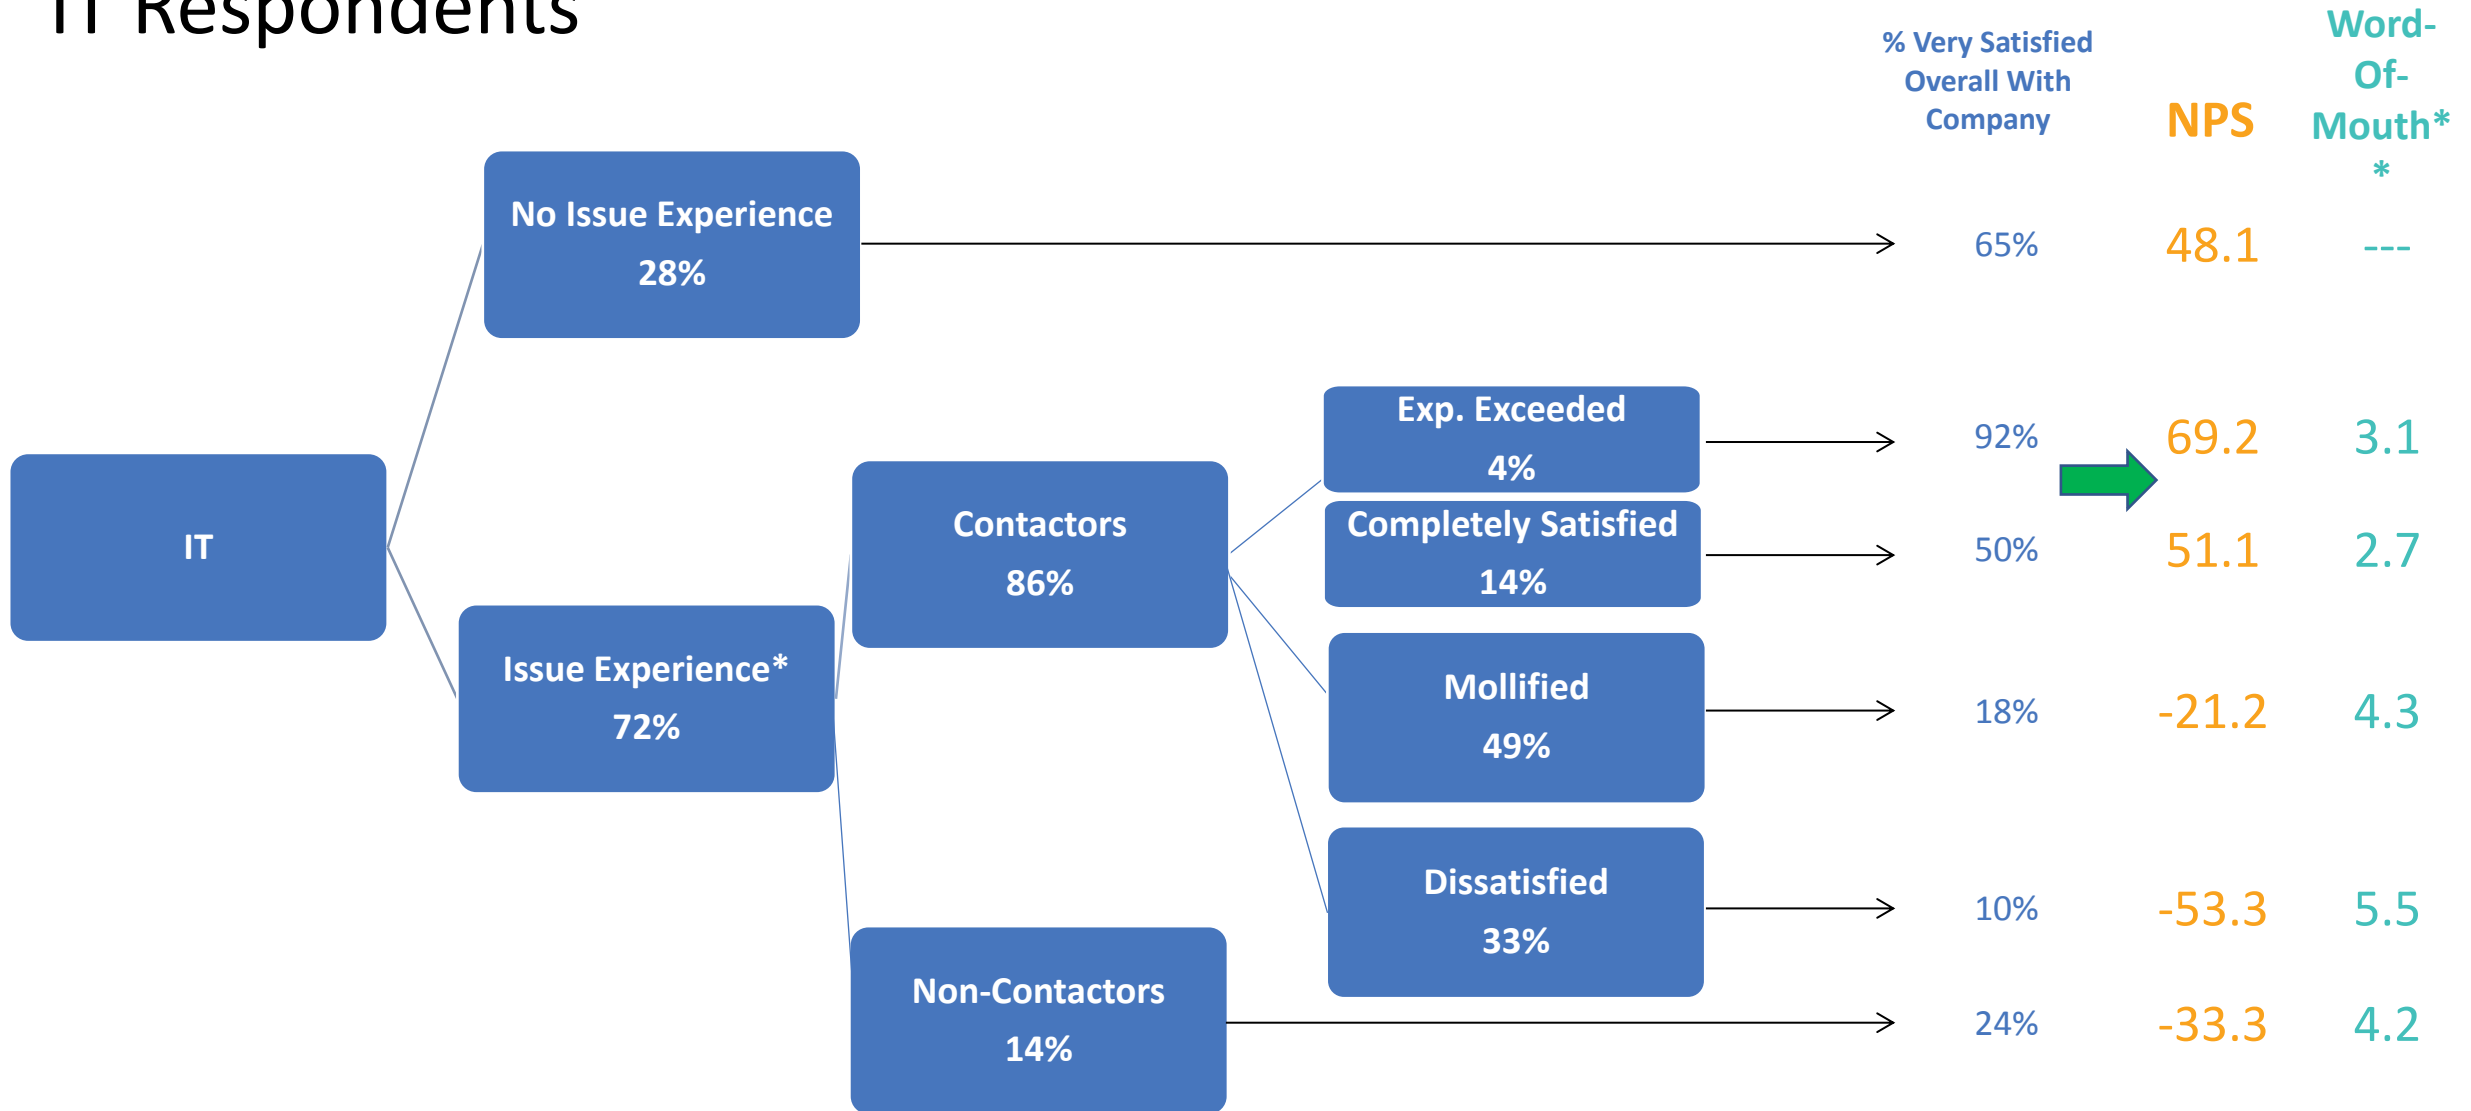 IT Respondents
% Very Satisfied
Overall With
Company
NPS
Word-
Of-
Mouth*
*
No Issue Experience
28%
65%
48.1
---
Exp. Exceeded
4%
92%
69.2
3.1
IT
Contactors
86%
Completely Satisfied
14%
50%
51.1
2.7
Issue Experience*
72%
Mollified
49%
18%
-21.2
4.3
Dissatisfied
33%
10%
-53.3
5.5
Non-Contactors
14%
24%
-33.3
4.2